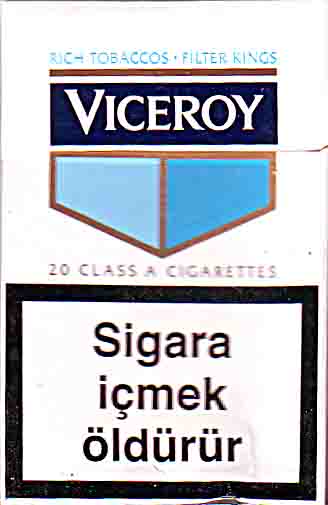 RICH TOBACCOS • FILTER KINGS
VICEROY
20 CLASS A CIGARETTES
Sigara
içmek
öldürür